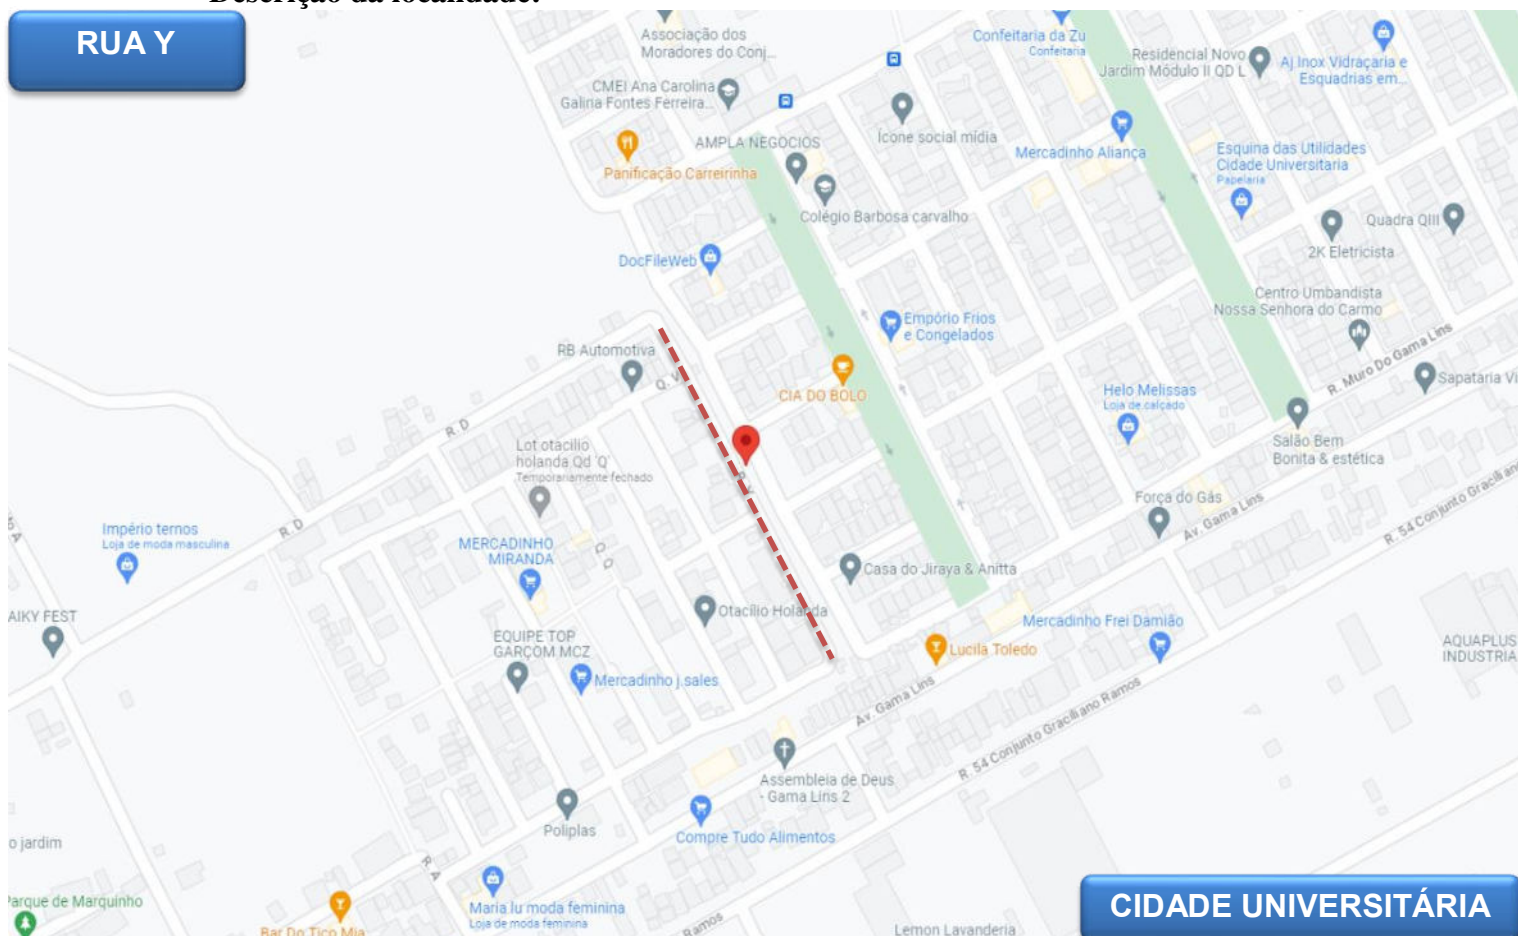 Descrição da localidade:
RUA Y
Associação dos
Moradores do Conj...
Confeitaria da Zu
Confeitaria
Residencial Novo
Jardim Módulo II QD L
Aj Inox Vidraçaria e
Esquadrias em...
CMEI Ana Carolina
Galina Fontes Ferreira...
AMPLA NEGÓCIOS
Ícone social mídia
Mercadinho Aliança
Esquina das Utilidades
Cidade Universitaria
Papelaria
Panificação Carreirinha
Colégio Barbosa carvalho
Quadra QIII
2K Eletricista
DocFileWeb
Centro Umbandista
Nossa Senhora do Carmo
Empório Frios
e Congelados
R. Muro Do Gama Lins
RB Automotiva
Q. V
CIA DO BOLO
Helo Melissas
Loja de calçado
Sapataria Vi
R. D
Lot otacilio
holanda Qd 'Q'
Temporariamente fechado
Salão Bem
Bonita & estética
Força do Gás
Av. Gama Lins
R. 54 Conjunto Graciliano
Império ternos
Loja de moda masculina
R. D
MERCADINHO
MIRANDA
Q. Q
Casa do Jiraya & Anitta
AIKY FEST
Otacílio Holanda
Mercadinho Frei Damião
EQUIPE TOP
GARÇOM MCZ
Lucila Toledo
AQUAPLUS
INDUSTRIA
Mercadinho j.sales
Av. Gama Lins
R. 54 Conjunto Graciliano Ramos
Assembleia de Deus
- Gama Lins 2
Poliplas
Compre Tudo Alimentos
o jardim
R. A
Parque de Marquinho
Maria lu moda feminina
Loja de moda feminina
Bar Do Tico Mia
Ramos
Lemon Lavanderia
CIDADE UNIVERSITÁRIA